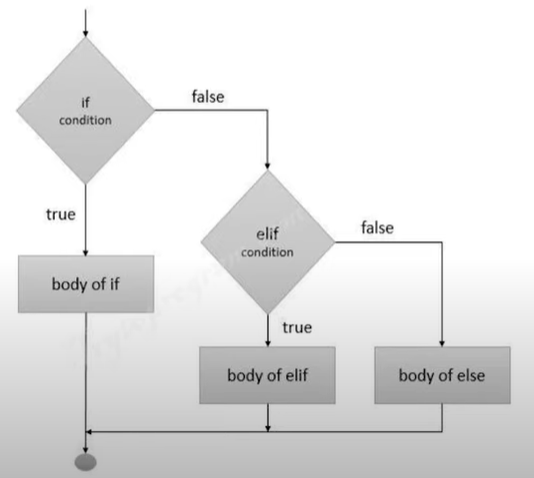 if
condition
false
true
elif
condition
false
body of if
true
body of elif
body of else